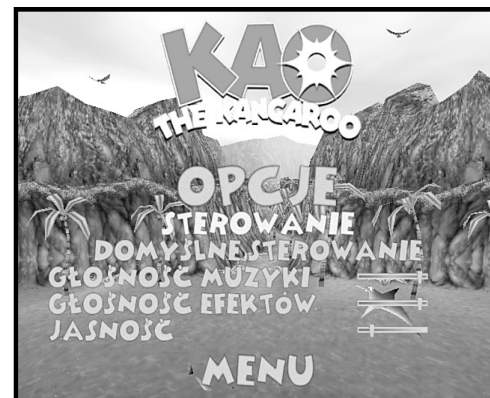 KAO
THE KANGAROO
OPCJE
STEROWANIE
DOMYŚLNE STEROWANIE
GŁOŚNOŚĆ MUZYKI
GŁOŚNOŚĆ EFEKTÓW
JASNOŚĆ
MENU